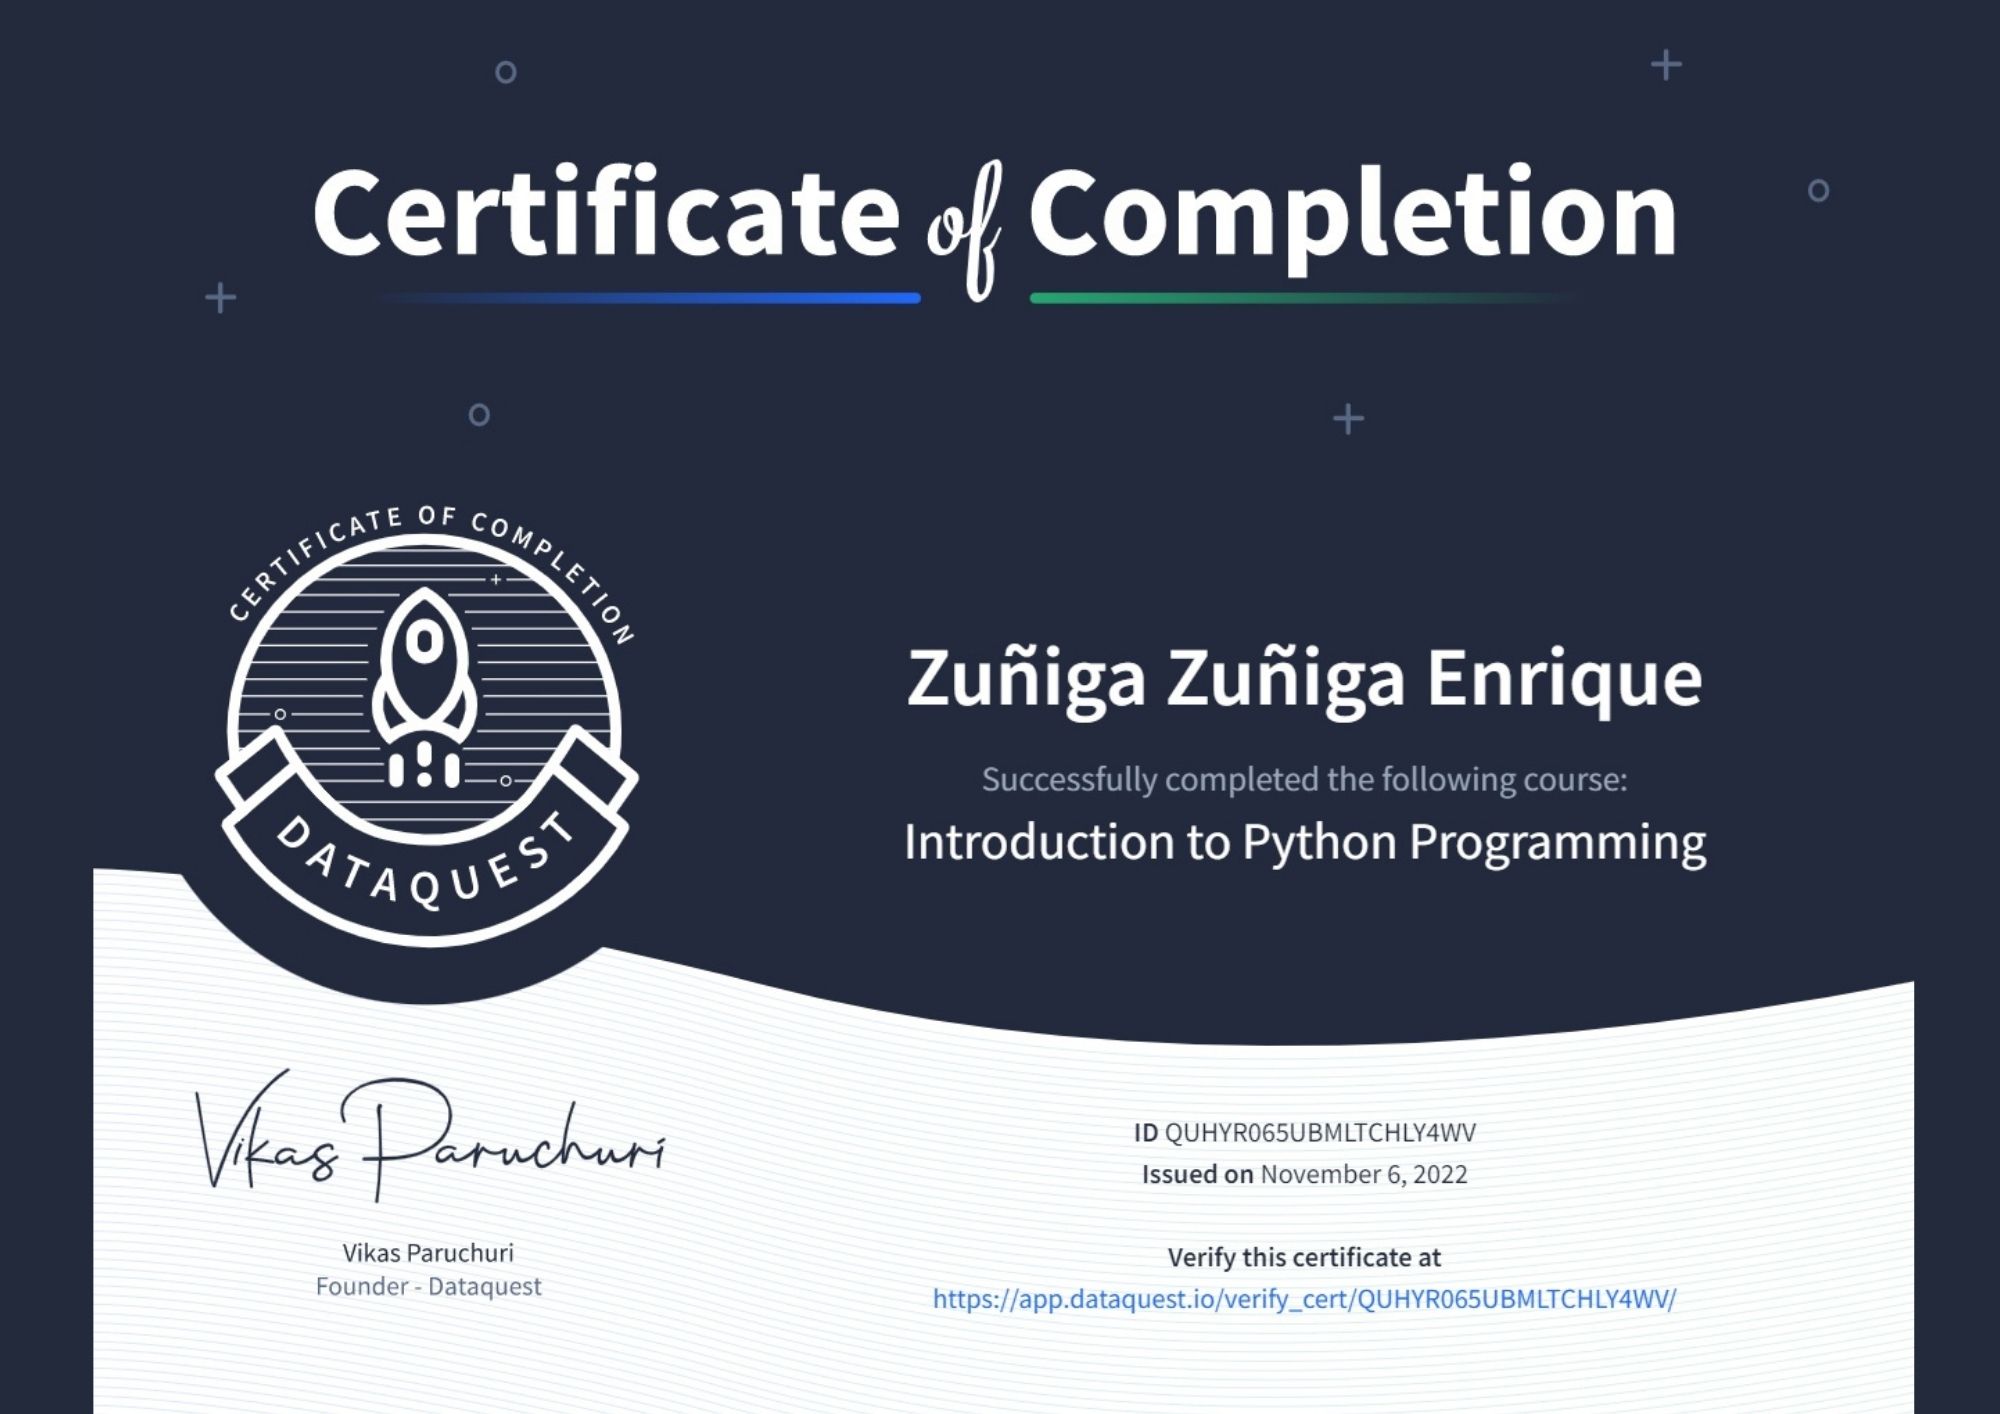 Certificate of Completion
CERTIFICATE OF COMPLETION
DATAQUEST
Zuñiga Zuñiga Enrique
Successfully completed the following course:
Introduction to Python Programming
Vikas Paruchuri
Vikas Paruchuri
Founder - Dataquest
ID QUHYR065UBMLTCHLY4WV
Issued on November 6, 2022
Verify this certificate at
https://app.dataquest.io/verify_cert/QUHYR065UBMLTCHLY4WV/